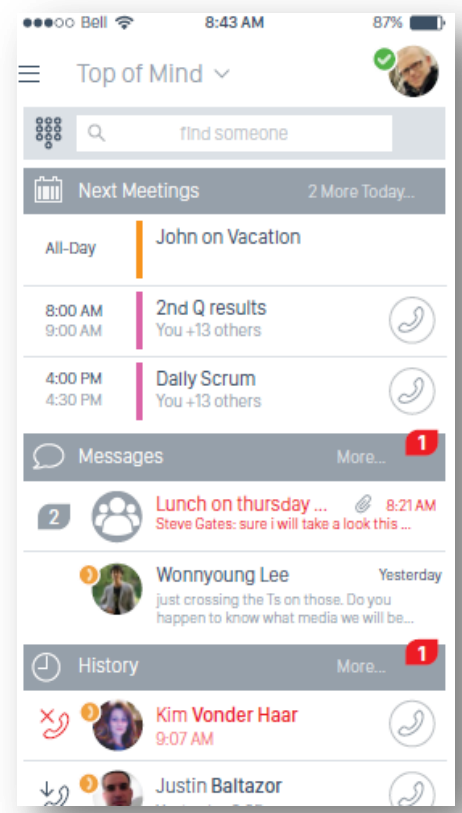 Bell 8:43 AM 87%
Top of Mind
find someone
Next Meetings 2 More Today...
All-Day John on Vacation
8:00 AM 2nd Q results
9:00 AM You +13 others
4:00 PM Daily Scrum
4:30 PM You +13 others
1
Messages More...
2 Lunch on thursday ... 8:21 AM
Steve Gates: sure i will take a look this ...
Wonnyoung Lee Yesterday
just crossing the Ts on those. Do you
happen to know what media we will be...
1
History More...
Kim Vonder Haar
9:07 AM
Justin Baltazor